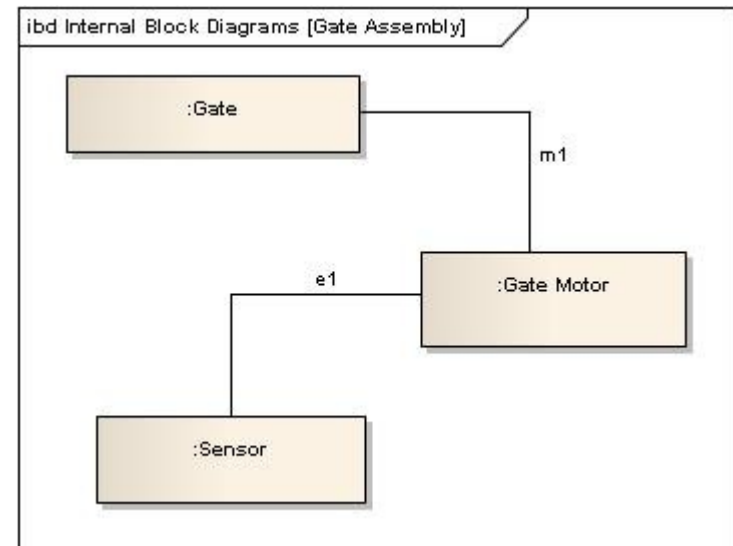 ibd Internal Block Diagrams [Gate Assembly]
:Gate
m1
e1
:Gate Motor
:Sensor